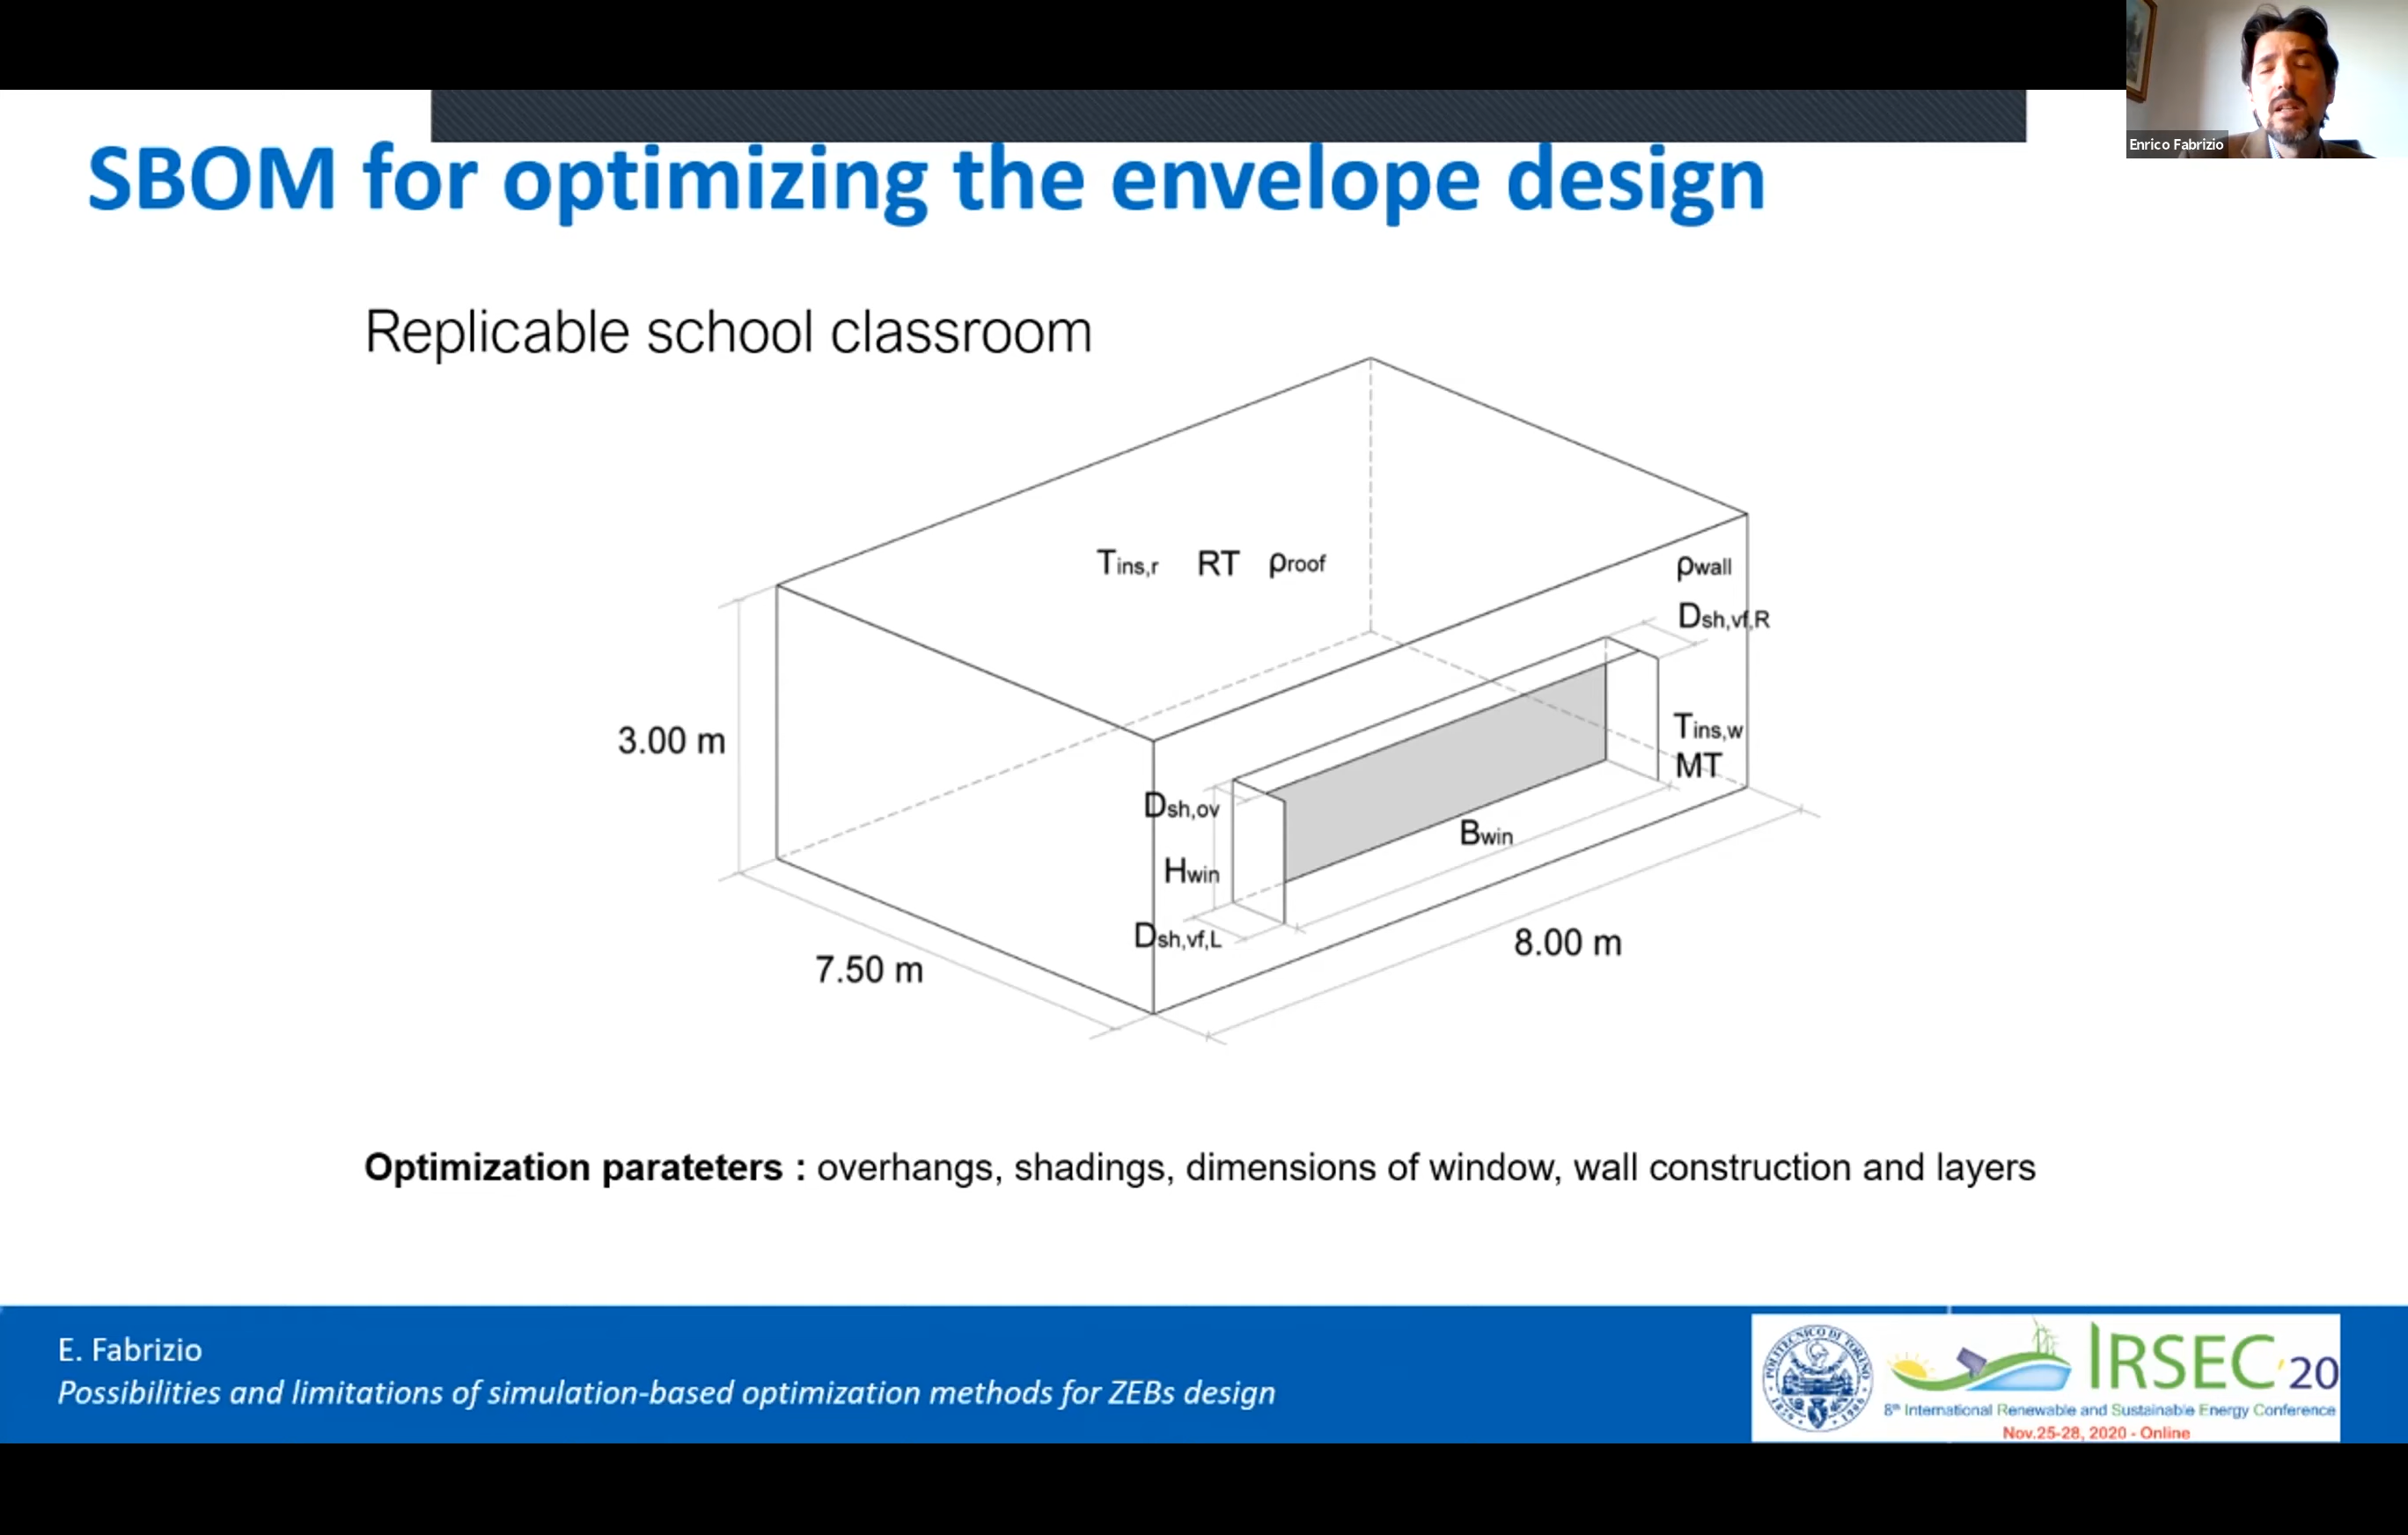 Enrico Fabrizio
SBOM for optimizing the envelope design
Replicable school classroom
Tins,r RT ρroof
ρwall
Dsh,vf,R
3.00 m
Tins,w
MT
Dsh,ov
Bwin
Hwin
Dsh,vf,L
8.00 m
7.50 m
Optimization parateters : overhangs, shadings, dimensions of window, wall construction and layers
E. Fabrizio
Possibilities and limitations of simulation-based optimization methods for ZEBs design
POLITECNICO DI TORINO
IRSEC '20
8th International Renewable and Sustainable Energy Conference
Nov.25-28, 2020 - Online